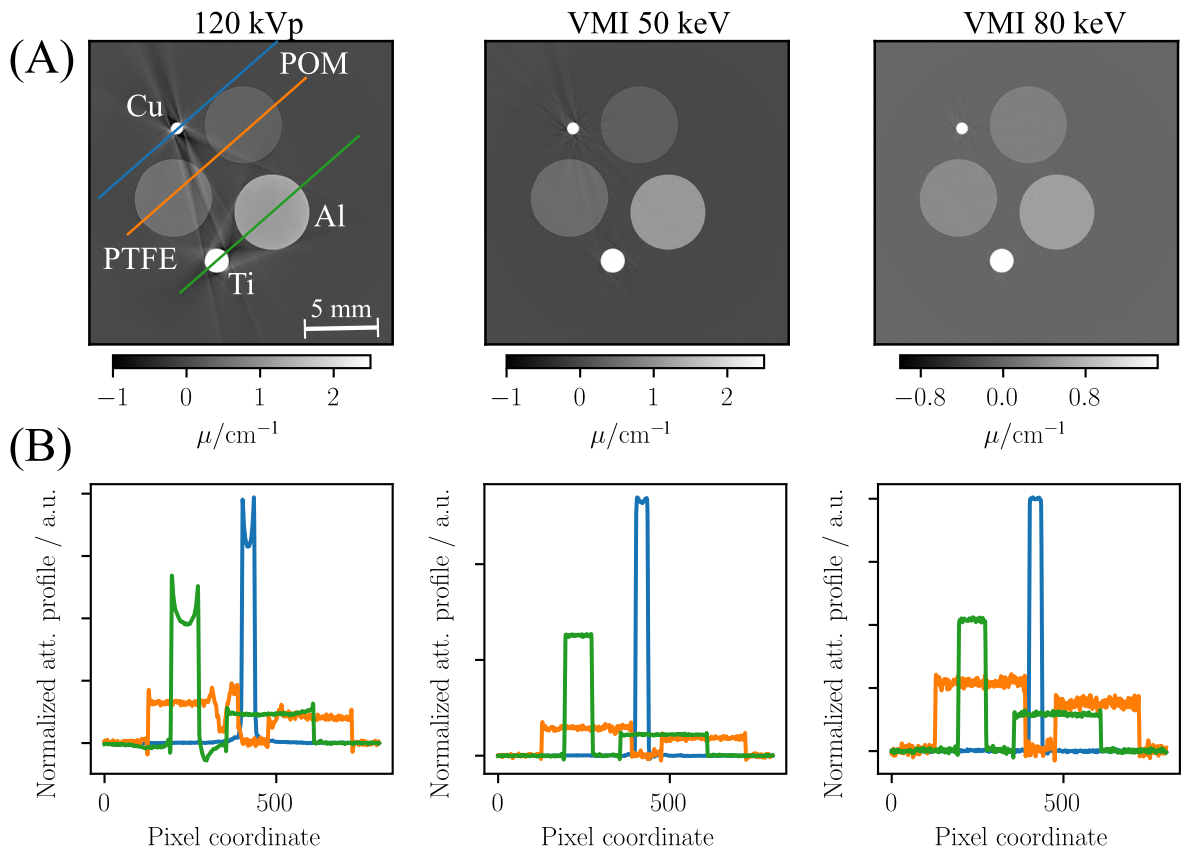 120 kVp VMI 50 keV VMI 80 keV
(A)
POM
Cu
Al
PTFE
Ti
5 mm
−1 0 1 2 −1 0 1 2 −0.8 0.0 0.8
μ/cm⁻¹ μ/cm⁻¹ μ/cm⁻¹
(B)
Normalized att. profile / a.u. Normalized att. profile / a.u. Normalized att. profile / a.u.
0 500 0 500 0 500
Pixel coordinate Pixel coordinate Pixel coordinate